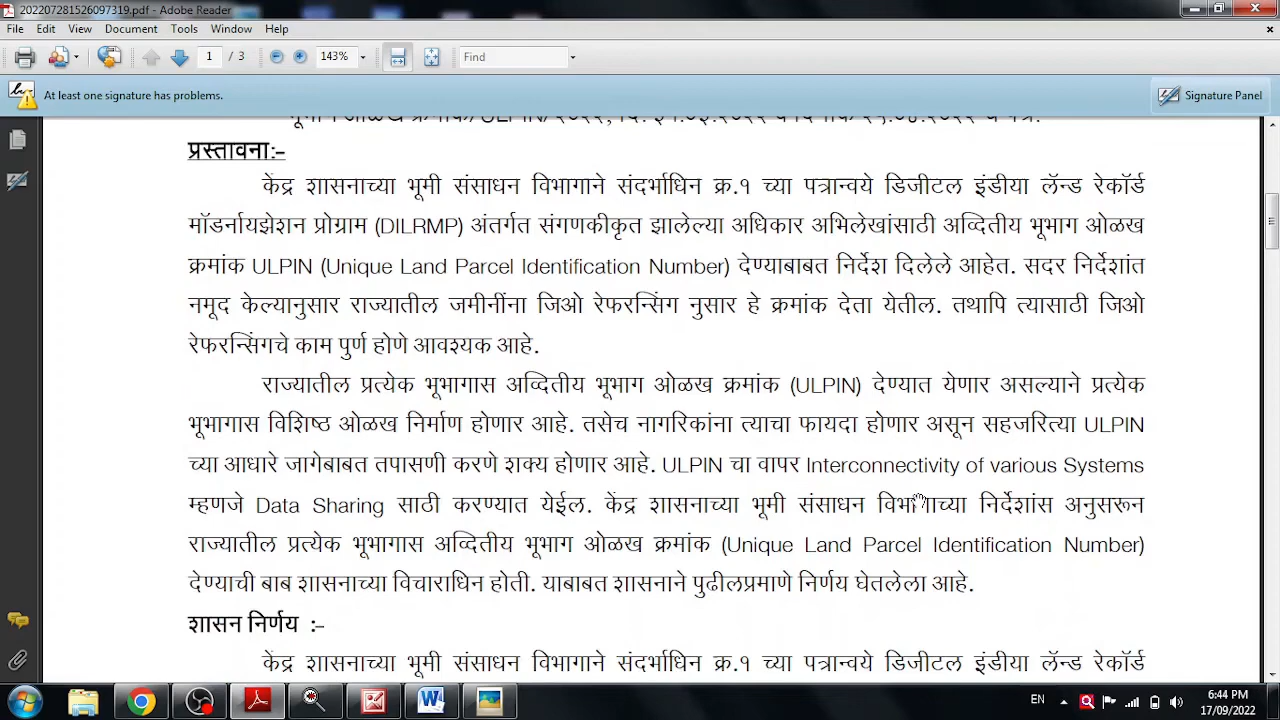 202207281526097319.pdf - Adobe Reader
File Edit View Document Tools Window Help
1 / 3 143% Find
At least one signature has problems. Signature Panel
प्रस्तावना:-
केंद्र शासनाच्या भूमी संसाधन विभागाने संदर्भाधिन क्र.१ च्या पत्रान्वये डिजीटल इंडीया लॅन्ड रेकॉर्ड
मॉडर्नायझेशन प्रोग्राम (DILRMP) अंतर्गत संगणकीकृत झालेल्या अधिकार अभिलेखांसाठी अव्दितीय भूभाग ओळख
क्रमांक ULPIN (Unique Land Parcel Identification Number) देण्याबाबत निर्देश दिलेले आहेत. सदर निर्देशांत
नमूद केल्यानुसार राज्यातील जमीनींना जिओ रेफरन्सिंग नुसार हे क्रमांक देता येतील. तथापि त्यासाठी जिओ
रेफरन्सिंगचे काम पुर्ण होणे आवश्यक आहे.
राज्यातील प्रत्येक भूभागास अव्दितीय भूभाग ओळख क्रमांक (ULPIN) देण्यात येणार असल्याने प्रत्येक
भूभागास विशिष्ठ ओळख निर्माण होणार आहे. तसेच नागरिकांना त्याचा फायदा होणार असून सहजरित्या ULPIN
च्या आधारे जागेबाबत तपासणी करणे शक्य होणार आहे. ULPIN चा वापर Interconnectivity of various Systems
म्हणजे Data Sharing साठी करण्यात येईल. केंद्र शासनाच्या भूमी संसाधन विभागाच्या निर्देशांस अनुसरून
राज्यातील प्रत्येक भूभागास अव्दितीय भूभाग ओळख क्रमांक (Unique Land Parcel Identification Number)
देण्याची बाब शासनाच्या विचाराधिन होती. याबाबत शासनाने पुढीलप्रमाणे निर्णय घेतलेला आहे.
शासन निर्णय :-
केंद्र शासनाच्या भूमी संसाधन विभागाने संदर्भाधिन क्र.१ च्या पत्रान्वये डिजीटल इंडीया लॅन्ड रेकॉर्ड
EN 6:44 PM
17/09/2022